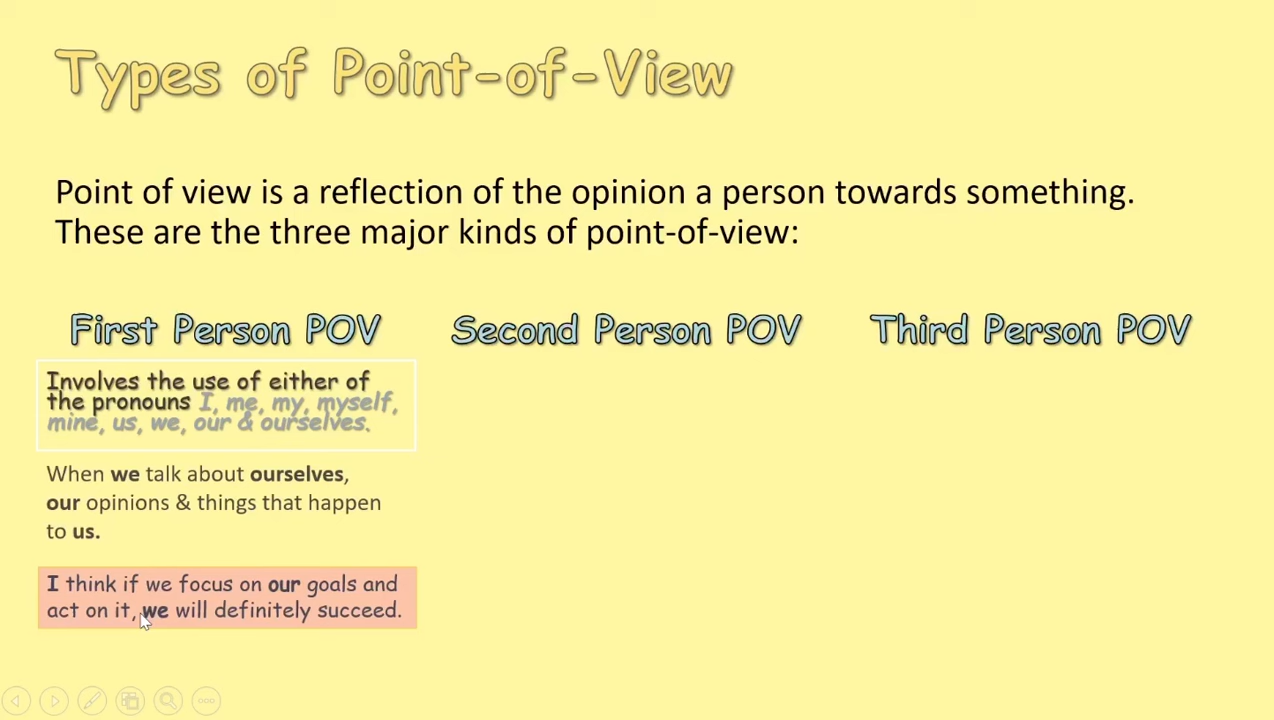 Types of Point-of-View
Point of view is a reflection of the opinion a person towards something.
These are the three major kinds of point-of-view:
First Person POV
Second Person POV
Third Person POV
Involves the use of either of
the pronouns I, me, my, myself,
mine, us, we, our & ourselves.
When we talk about ourselves,
our opinions & things that happen
to us.
I think if we focus on our goals and
act on it, we will definitely succeed.